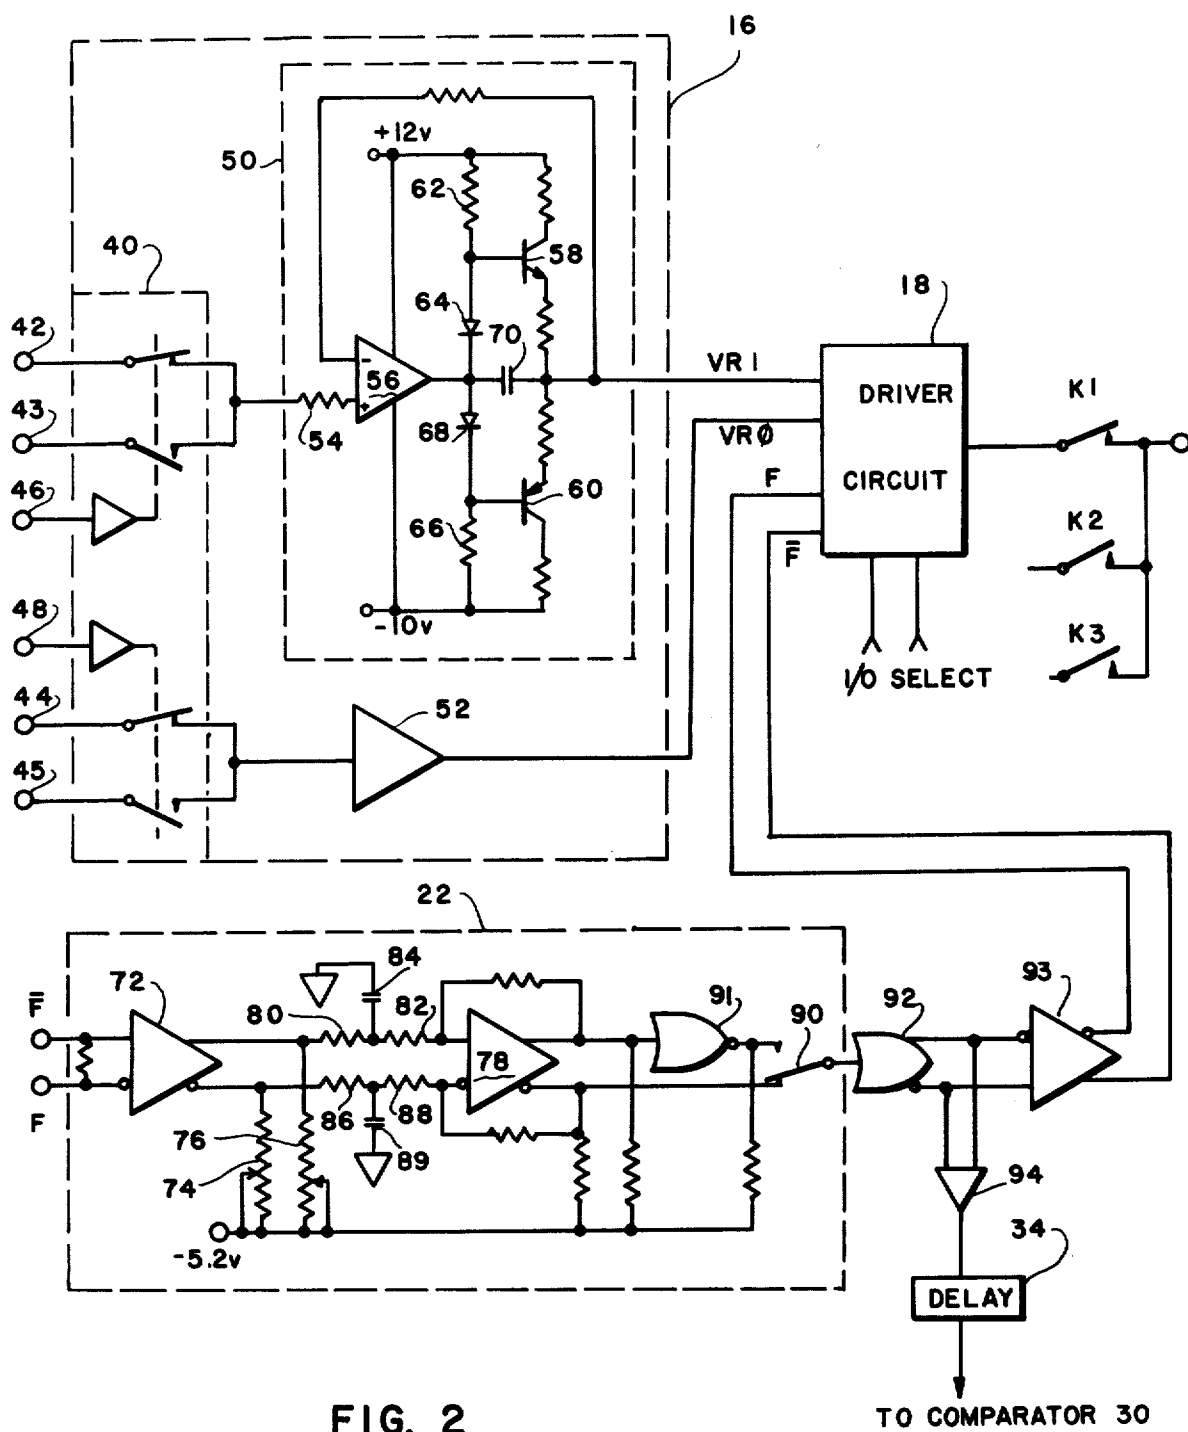 16
50
+12v
62
58
40
64
70
18
42
56
VR1
DRIVER
K1
43
54
68
VRØ
46
F
CIRCUIT
60
K2
66
F̅
48
-10v
K3
I/O SELECT
44
52
45
22
72
84
93
F̅
80
82
91
90
92
78
F
86
88
76
89
74
94
34
-5.2v
DELAY
FIG. 2
TO COMPARATOR 30